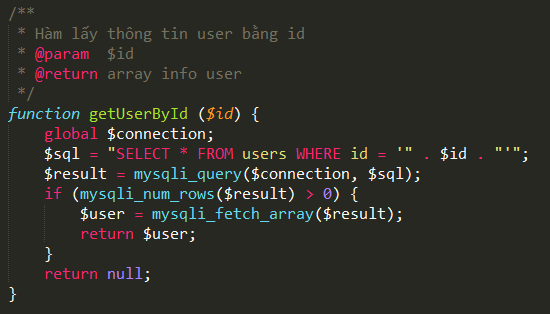 /**
 * Hàm lấy thông tin user bằng id
 * @param  $id
 * @return array info user
 */
function getUserById ($id) {
    global $connection;
    $sql = "SELECT * FROM users WHERE id = '" . $id . "'";
    $result = mysqli_query($connection, $sql);
    if (mysqli_num_rows($result) > 0) {
        $user = mysqli_fetch_array($result);
        return $user;
    }
    return null;
}